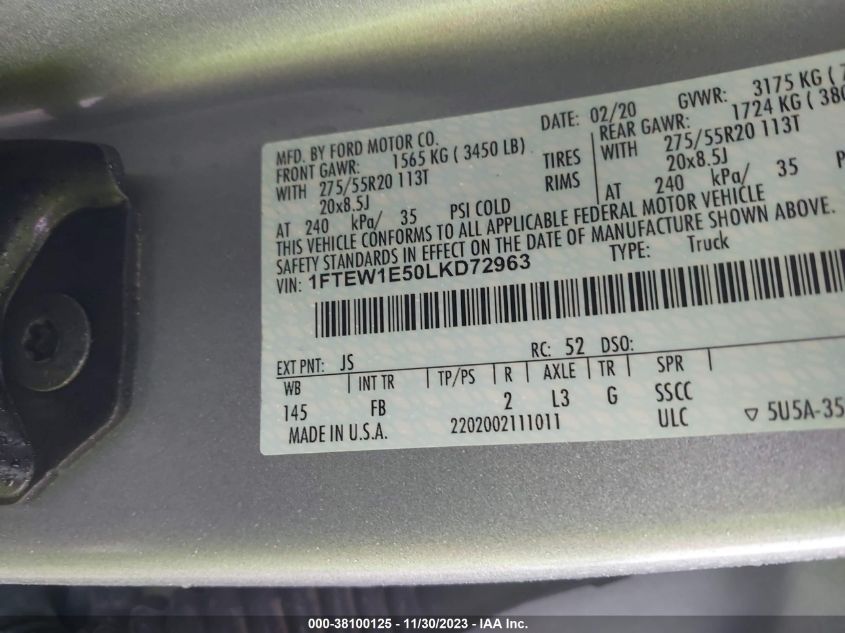 MFD. BY FORD MOTOR CO. DATE: 02/20 GVWR: 3175 KG ( 7
FRONT GAWR: 1565 KG ( 3450 LB) REAR GAWR: 1724 KG ( 380
WITH 275/55R20 113T TIRES WITH 275/55R20 113T
20x8.5J RIMS 20x8.5J
AT 240 kPa/ 35 PSI COLD AT 240 kPa/ 35 P
THIS VEHICLE CONFORMS TO ALL APPLICABLE FEDERAL MOTOR VEHICLE
SAFETY STANDARDS IN EFFECT ON THE DATE OF MANUFACTURE SHOWN ABOVE.
VIN: 1FTEW1E50LKD72963 TYPE: Truck
EXT PNT: JS RC: 52 DSO:
WB INT TR TP/PS R AXLE TR SPR
145 FB 2 L3 G SSCC
MADE IN U.S.A. 2202002111011 ULC ▽ 5U5A-35
000-38100125 - 11/30/2023 - IAA Inc.